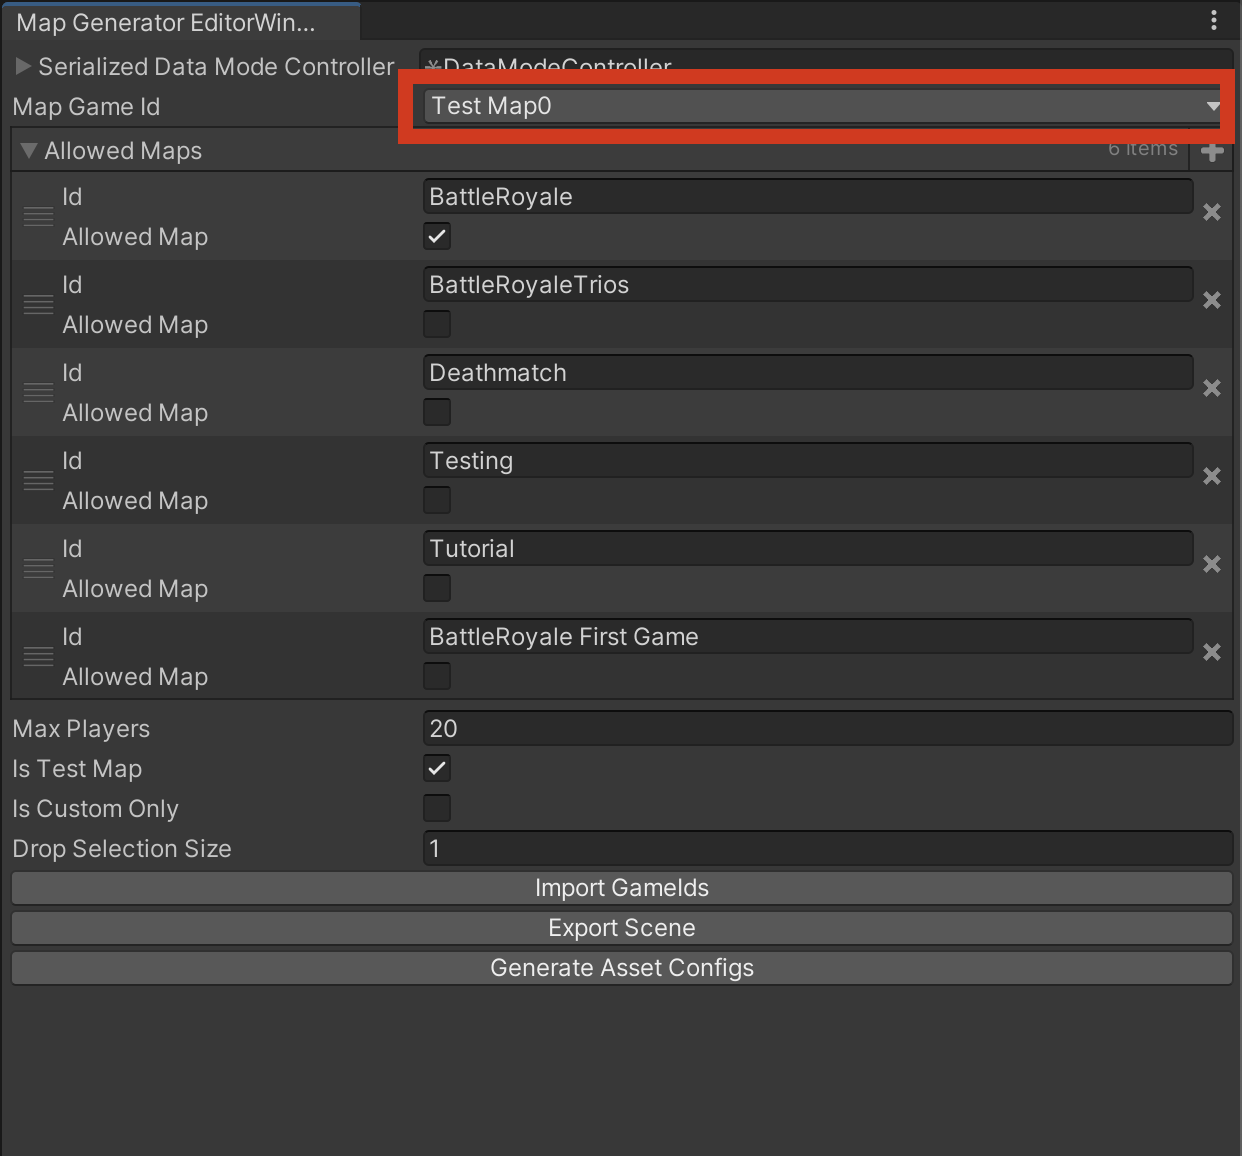 Map Generator EditorWin...
Serialized Data Mode Controller DataModeController
Map Game Id Test Map0
Allowed Maps 6 items
Id BattleRoyale
Allowed Map
Id BattleRoyaleTrios
Allowed Map
Id Deathmatch
Allowed Map
Id Testing
Allowed Map
Id Tutorial
Allowed Map
Id BattleRoyale First Game
Allowed Map
Max Players 20
Is Test Map
Is Custom Only
Drop Selection Size 1
Import GameIds
Export Scene
Generate Asset Configs